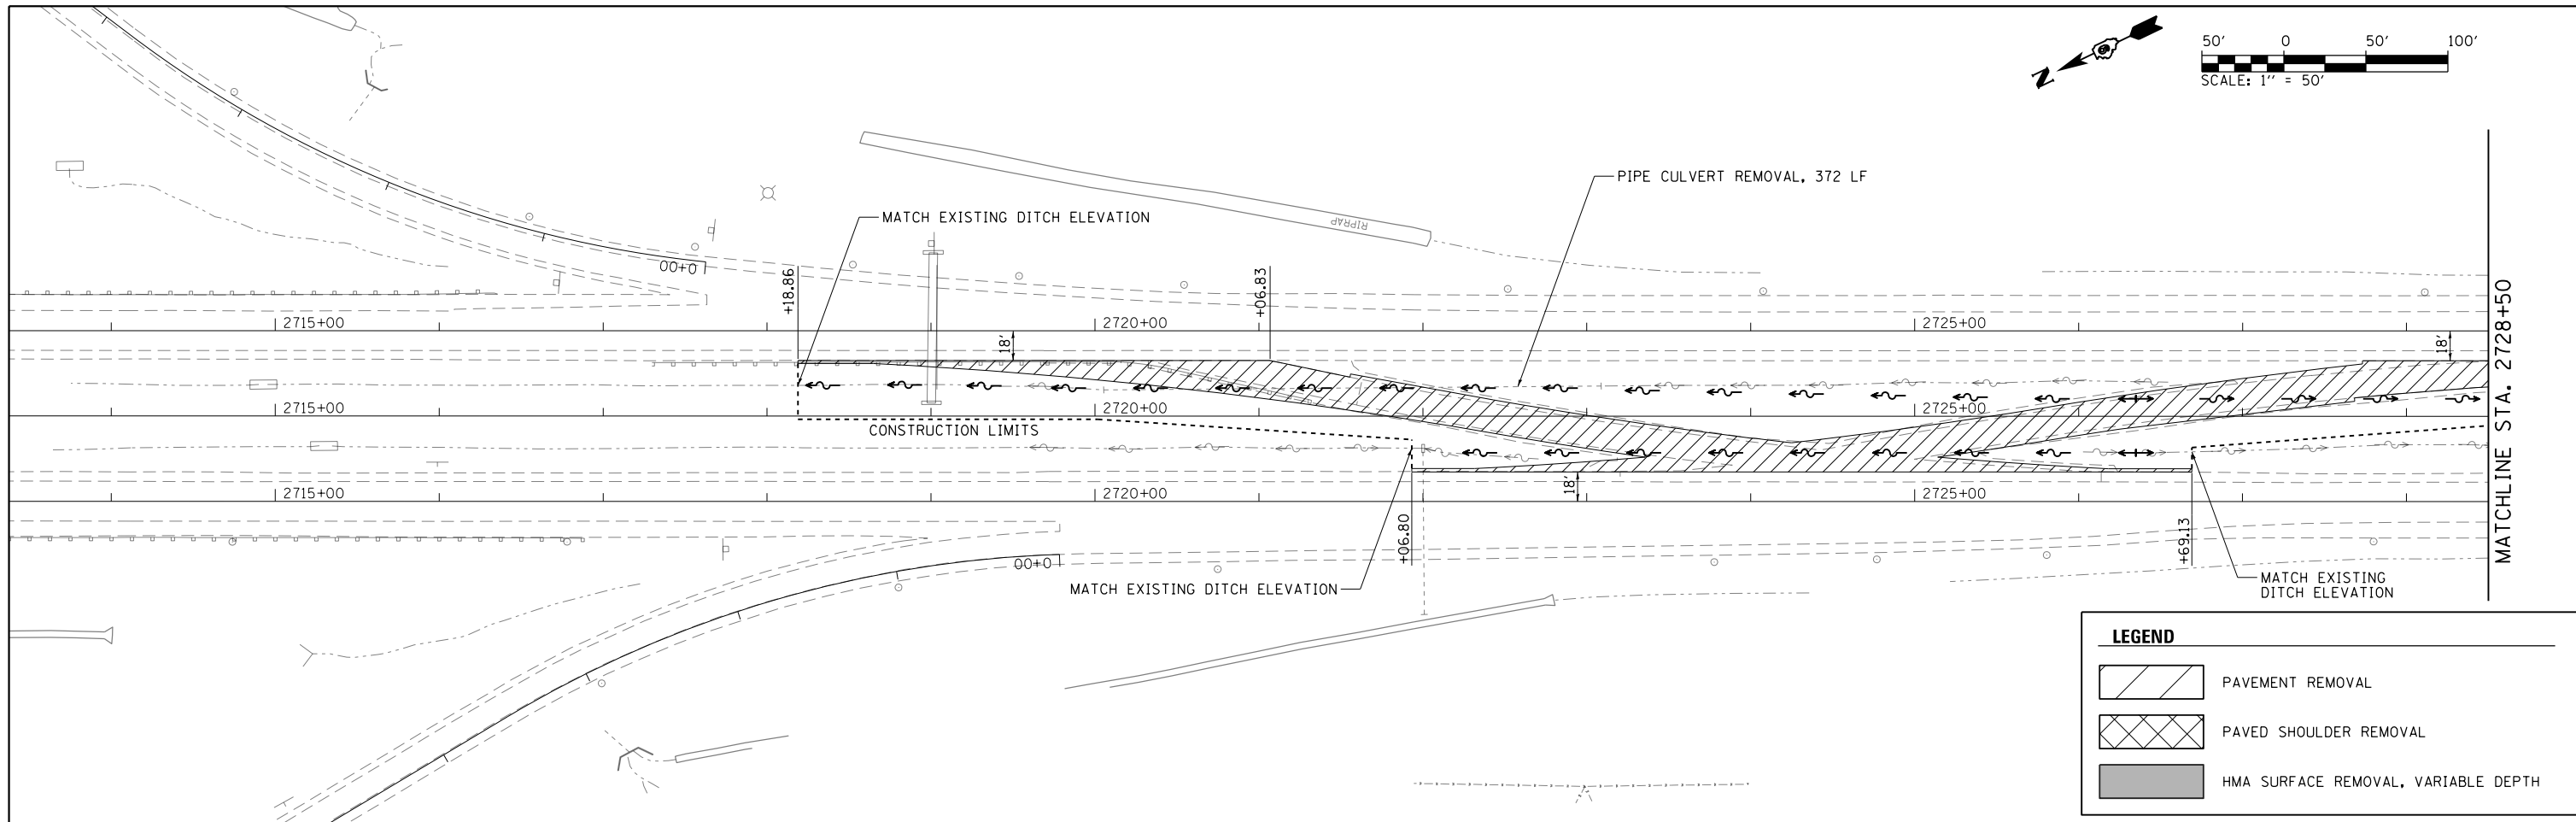 50' 0 50' 100'
SCALE: 1'' = 50'
N
PIPE CULVERT REMOVAL, 372 LF
MATCH EXISTING DITCH ELEVATION
RIPRAP
0+00
+18.86
+06.83
MATCHLINE STA. 2728+50
2715+00 2720+00 2725+00
18'
18'
2715+00 2720+00 2725+00
CONSTRUCTION LIMITS
2715+00 2720+00 2725+00
18'
+06.80
+69.13
0+00
MATCH EXISTING DITCH ELEVATION
MATCH EXISTING
DITCH ELEVATION
LEGEND
PAVEMENT REMOVAL
PAVED SHOULDER REMOVAL
HMA SURFACE REMOVAL, VARIABLE DEPTH